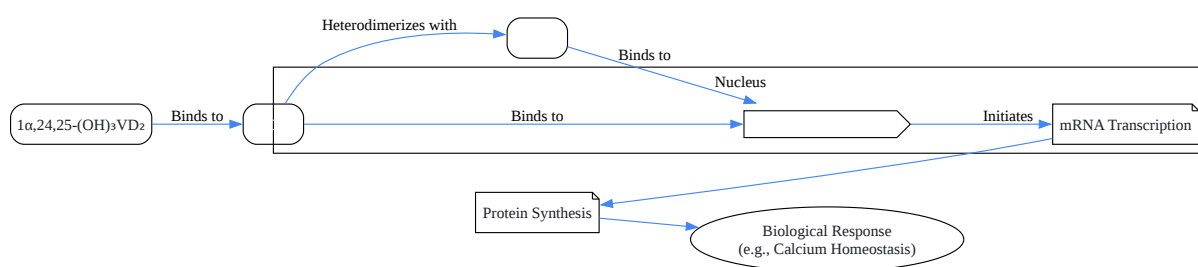 Heterodimerizes with
Binds to
Nucleus
1α,24,25-(OH)₃VD₂
Binds to
Binds to
Initiates
mRNA Transcription
Protein Synthesis
Biological Response
(e.g., Calcium Homeostasis)